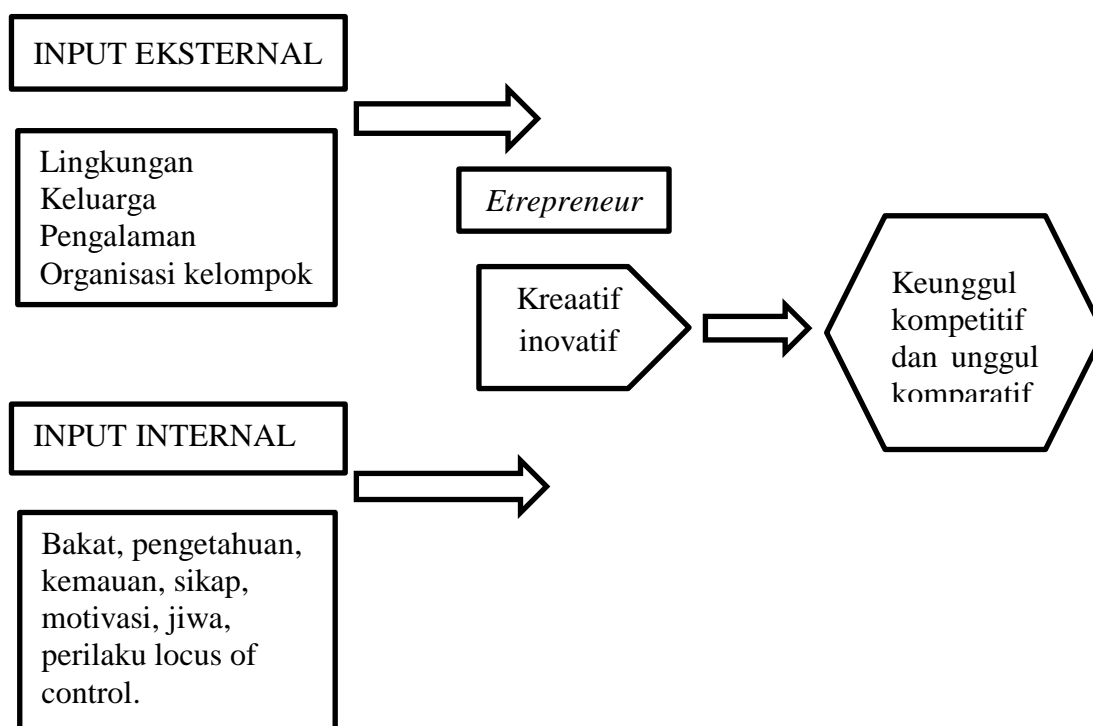 INPUT EKSTERNAL
Lingkungan
Keluarga
Pengalaman
Organisasi kelompok
Etrepreneur
Kreaatif
inovatif
Keunggul
kompetitif
dan unggul
komparatif
INPUT INTERNAL
Bakat, pengetahuan,
kemauan, sikap,
motivasi, jiwa,
perilaku locus of
control.